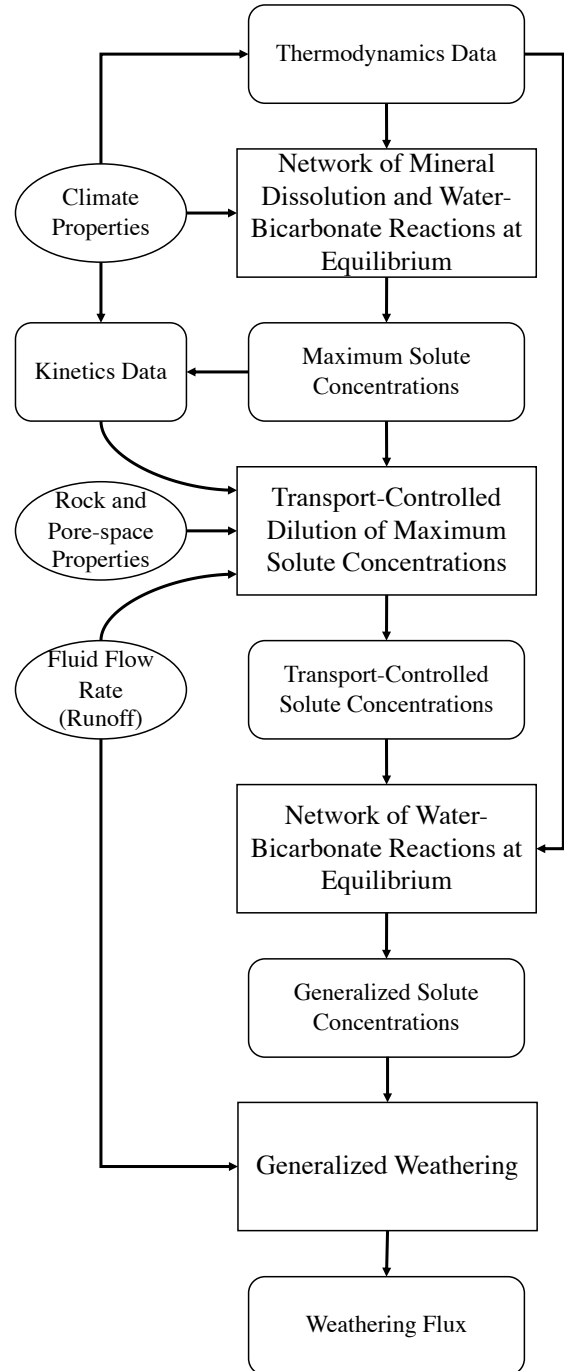 Thermodynamics Data
Network of Mineral
Dissolution and Water-
Bicarbonate Reactions at
Equilibrium
Climate
Properties
Kinetics Data
Maximum Solute
Concentrations
Rock and
Pore-space
Properties
Transport-Controlled
Dilution of Maximum
Solute Concentrations
Fluid Flow
Rate
(Runoff)
Transport-Controlled
Solute Concentrations
Network of Water-
Bicarbonate Reactions at
Equilibrium
Generalized Solute
Concentrations
Generalized Weathering
Weathering Flux